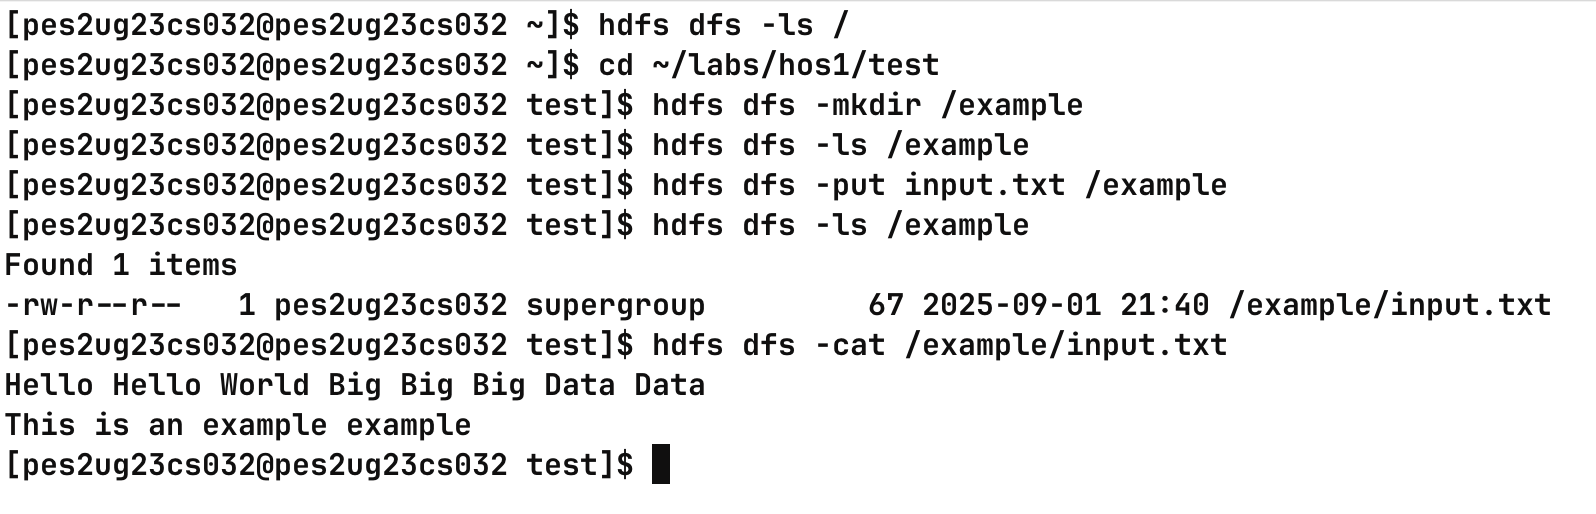 [pes2ug23cs032@pes2ug23cs032 ~]$ hdfs dfs -ls /
[pes2ug23cs032@pes2ug23cs032 ~]$ cd ~/labs/hos1/test
[pes2ug23cs032@pes2ug23cs032 test]$ hdfs dfs -mkdir /example
[pes2ug23cs032@pes2ug23cs032 test]$ hdfs dfs -ls /example
[pes2ug23cs032@pes2ug23cs032 test]$ hdfs dfs -put input.txt /example
[pes2ug23cs032@pes2ug23cs032 test]$ hdfs dfs -ls /example
Found 1 items
-rw-r--r--   1 pes2ug23cs032 supergroup         67 2025-09-01 21:40 /example/input.txt
[pes2ug23cs032@pes2ug23cs032 test]$ hdfs dfs -cat /example/input.txt
Hello Hello World Big Big Big Data Data
This is an example example
[pes2ug23cs032@pes2ug23cs032 test]$